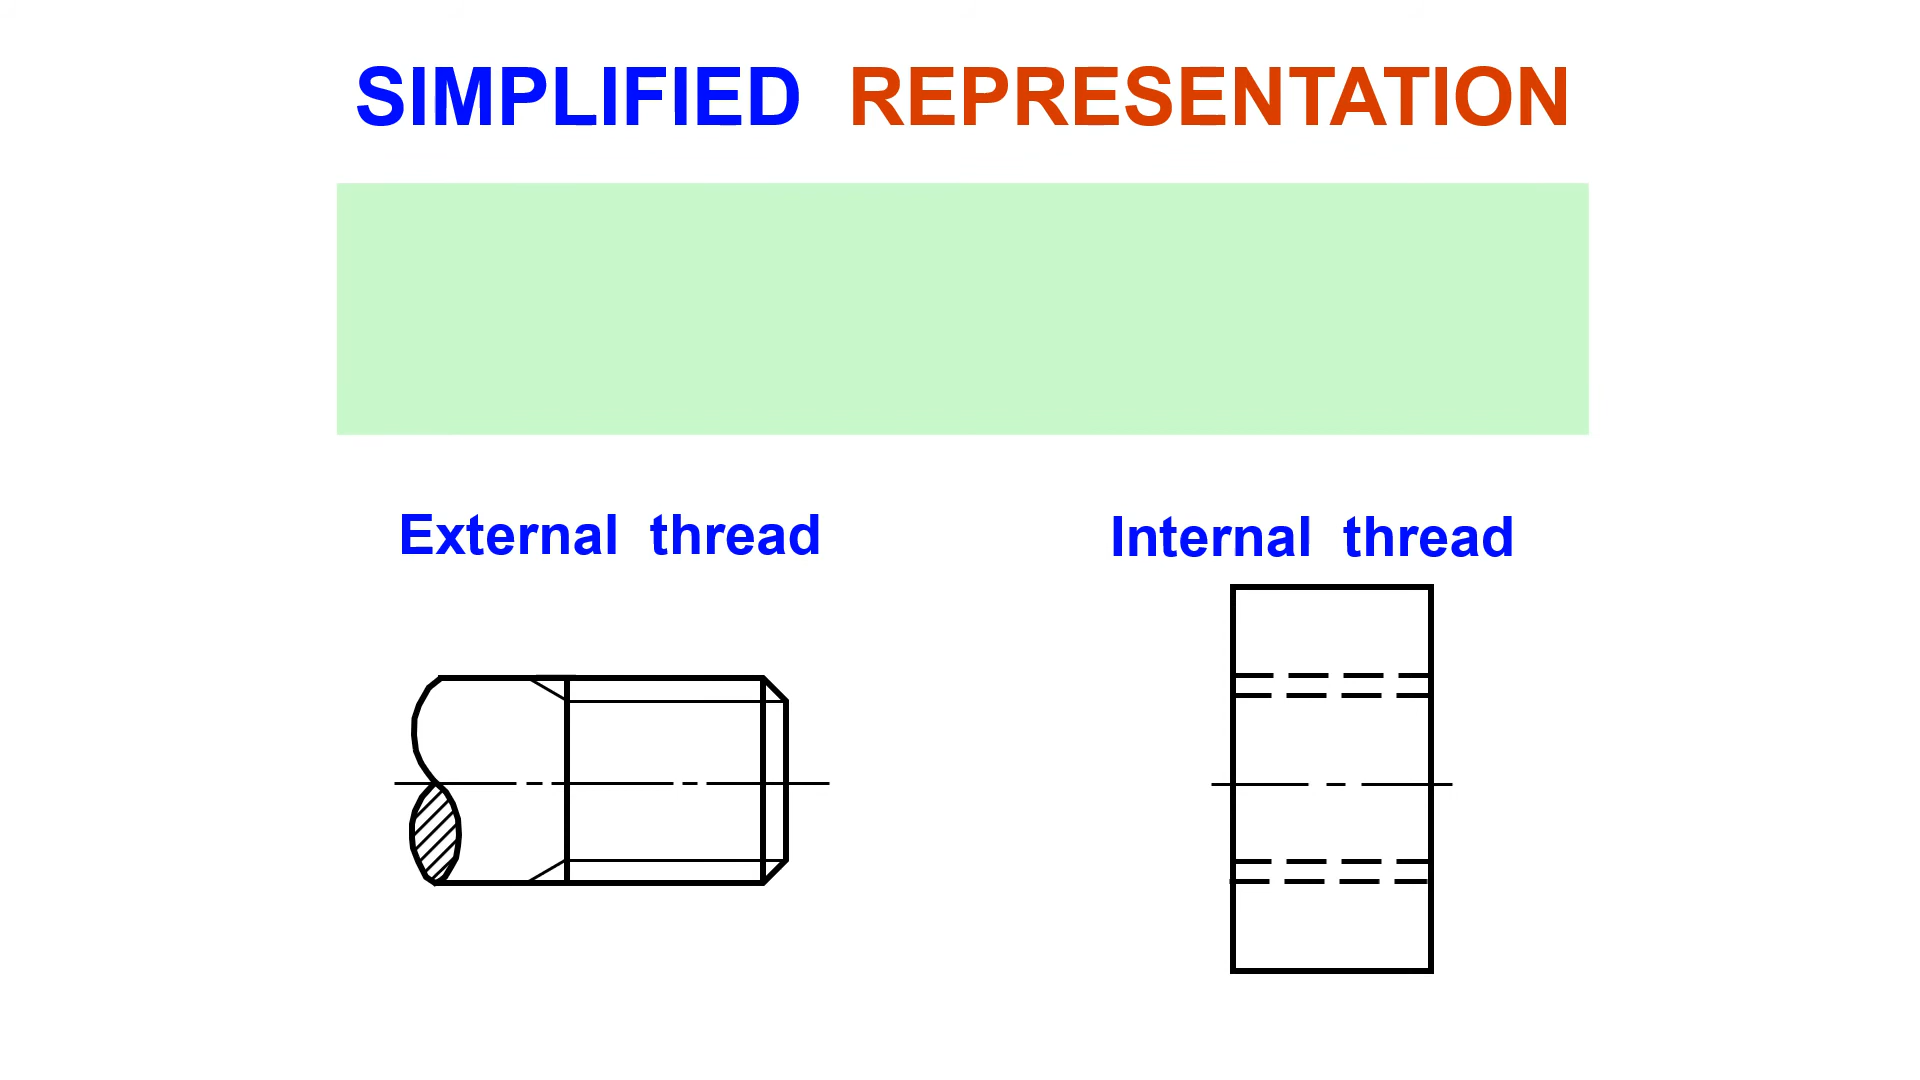 SIMPLIFIED REPRESENTATION
External thread
Internal thread